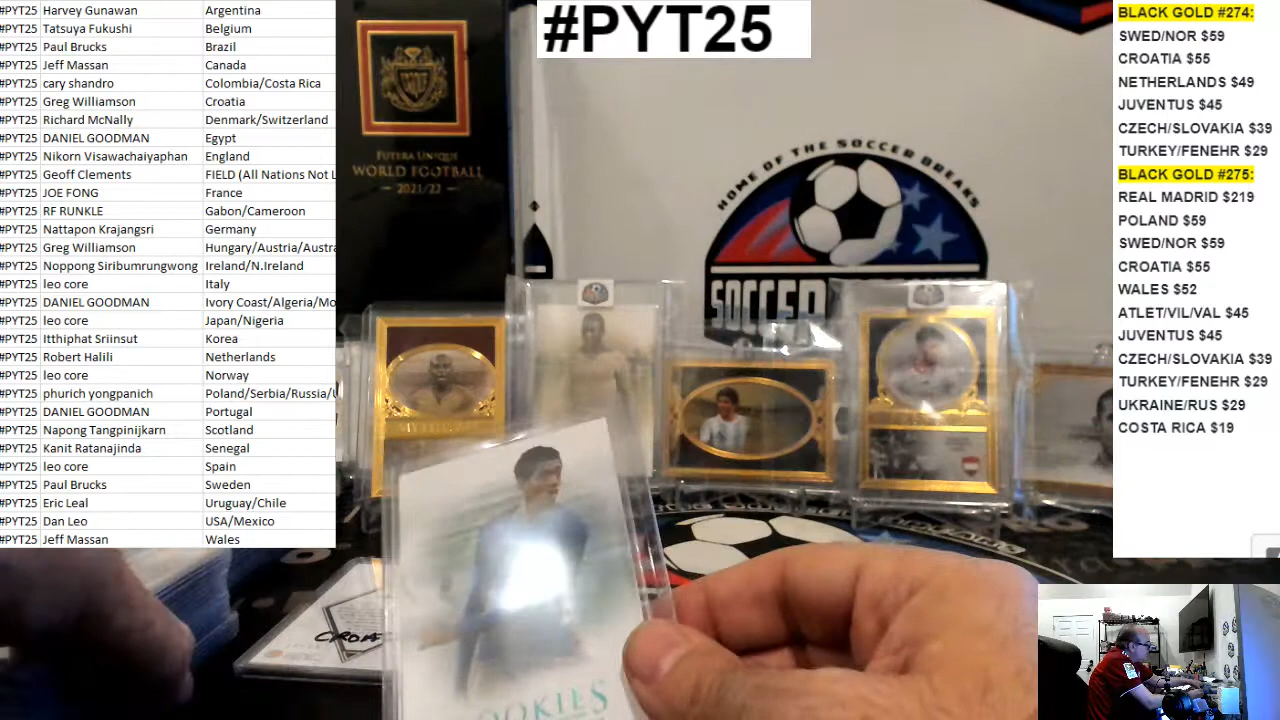 #PYT25 Harvey Gunawan Argentina
#PYT25 Tatsuya Fukushi Belgium
#PYT25 Paul Brucks Brazil
#PYT25 Jeff Massan Canada
#PYT25 cary shandro Colombia/Costa Rica
#PYT25 Greg Williamson Croatia
#PYT25 Richard McNally Denmark/Switzerland
#PYT25 DANIEL GOODMAN Egypt
#PYT25 Nikorn Visawachaiyaphan England
#PYT25 Geoff Clements FIELD (All Nations Not L
#PYT25 JOE FONG France
#PYT25 RF RUNKLE Gabon/Cameroon
#PYT25 Nattapon Krajangsri Germany
#PYT25 Greg Williamson Hungary/Austria/Austra
#PYT25 Noppong Siribumrungwong Ireland/N.Ireland
#PYT25 leo core Italy
#PYT25 DANIEL GOODMAN Ivory Coast/Algeria/Mo
#PYT25 leo core Japan/Nigeria
#PYT25 Itthiphat Sriinsut Korea
#PYT25 Robert Halili Netherlands
#PYT25 leo core Norway
#PYT25 phurich yongpanich Poland/Serbia/Russia/U
#PYT25 DANIEL GOODMAN Portugal
#PYT25 Napong Tangpinijkarn Scotland
#PYT25 Kanit Ratanajinda Senegal
#PYT25 leo core Spain
#PYT25 Paul Brucks Sweden
#PYT25 Eric Leal Uruguay/Chile
#PYT25 Dan Leo USA/Mexico
#PYT25 Jeff Massan Wales
#PYT25
UNIQUE
FUTERA UNIQUE
WORLD FOOTBALL
2021/22
HOME OF THE SOCCER BREAKS
SOCCER
OOKIES
BLACK GOLD #274:
SWED/NOR $59
CROATIA $55
NETHERLANDS $49
JUVENTUS $45
CZECH/SLOVAKIA $39
TURKEY/FENEHR $29
BLACK GOLD #275:
REAL MADRID $219
POLAND $59
SWED/NOR $59
CROATIA $55
WALES $52
ATLET/VIL/VAL $45
JUVENTUS $45
CZECH/SLOVAKIA $39
TURKEY/FENEHR $29
UKRAINE/RUS $29
COSTA RICA $19